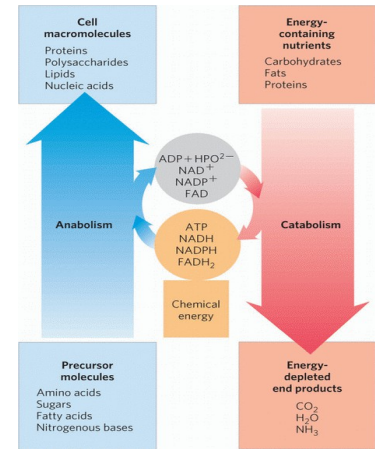 Cell
macromolecules
Proteins
Polysaccharides
Lipids
Nucleic acids
Energy-
containing
nutrients
Carbohydrates
Fats
Proteins
ADP + HPO²⁻
NAD⁺
NADP⁺
FAD
Anabolism
Catabolism
ATP
NADH
NADPH
FADH₂
Chemical
energy
Precursor
molecules
Amino acids
Sugars
Fatty acids
Nitrogenous bases
Energy-
depleted
end products
CO₂
H₂O
NH₃